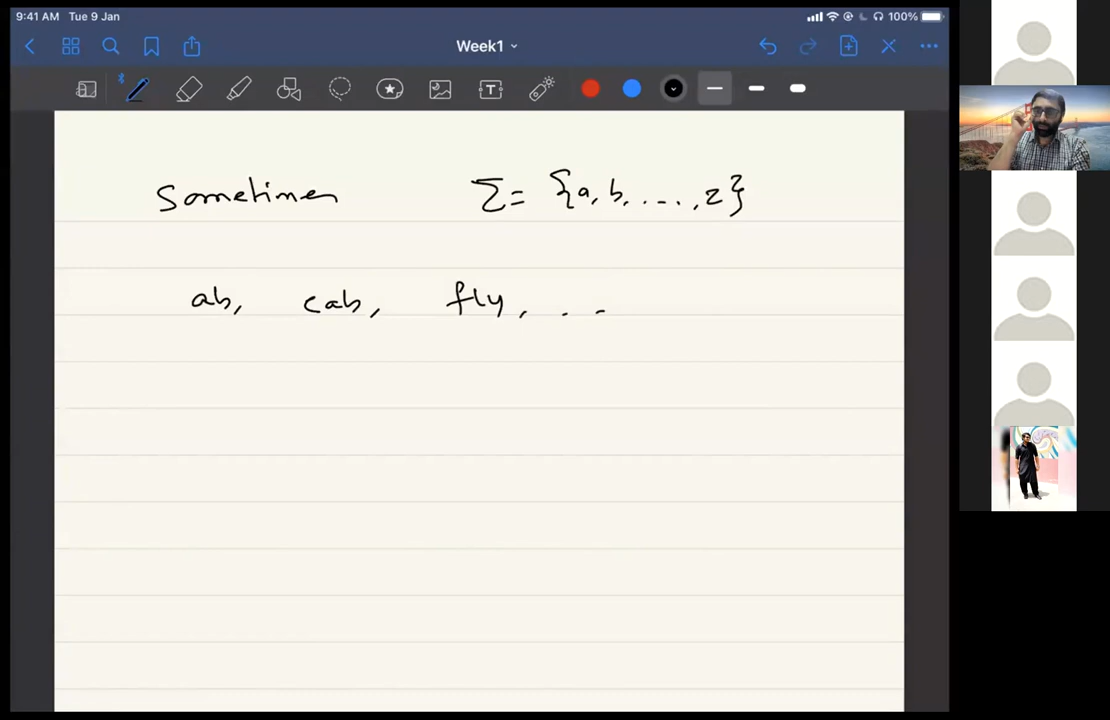 9:41 AM Tue 9 Jan
100%
Week1
T
Sometimes Σ = {a, b, ...., z}
ab, cab, fly, . .